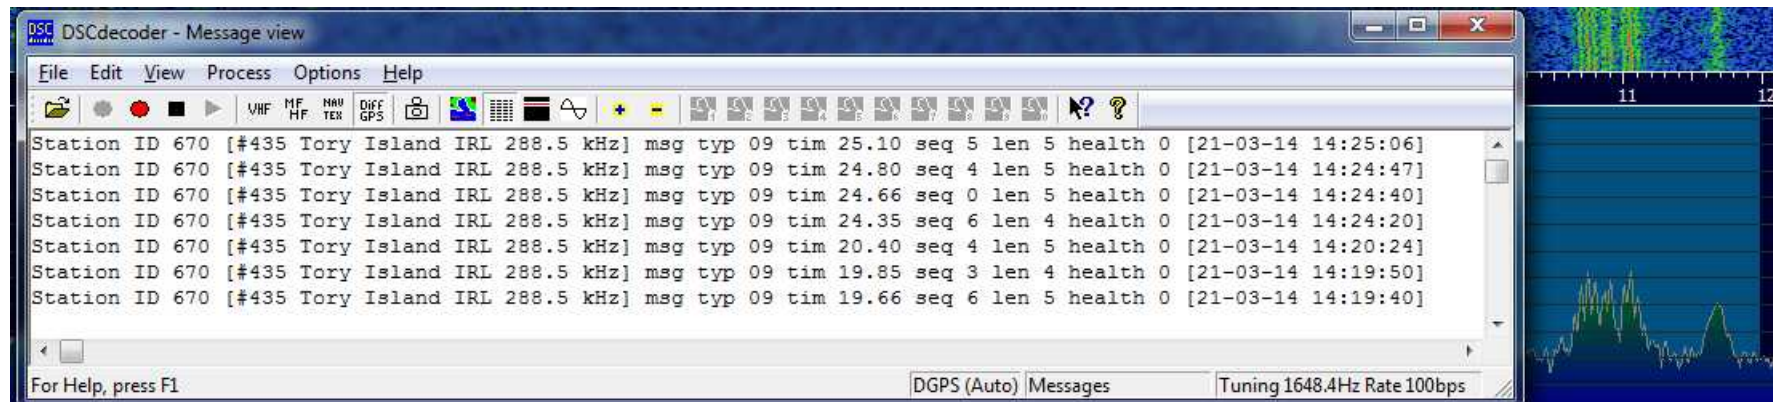 DSC DSCdecoder - Message view
File Edit View Process Options Help
VHF MF HF NAV TEX DIFF GPS
Station ID 670 [#435 Tory Island IRL 288.5 kHz] msg typ 09 tim 25.10 seq 5 len 5 health 0 [21-03-14 14:25:06]
Station ID 670 [#435 Tory Island IRL 288.5 kHz] msg typ 09 tim 24.80 seq 4 len 5 health 0 [21-03-14 14:24:47]
Station ID 670 [#435 Tory Island IRL 288.5 kHz] msg typ 09 tim 24.66 seq 0 len 5 health 0 [21-03-14 14:24:40]
Station ID 670 [#435 Tory Island IRL 288.5 kHz] msg typ 09 tim 24.35 seq 6 len 4 health 0 [21-03-14 14:24:20]
Station ID 670 [#435 Tory Island IRL 288.5 kHz] msg typ 09 tim 20.40 seq 4 len 5 health 0 [21-03-14 14:20:24]
Station ID 670 [#435 Tory Island IRL 288.5 kHz] msg typ 09 tim 19.85 seq 3 len 4 health 0 [21-03-14 14:19:50]
Station ID 670 [#435 Tory Island IRL 288.5 kHz] msg typ 09 tim 19.66 seq 6 len 5 health 0 [21-03-14 14:19:40]
For Help, press F1 DGPS (Auto) Messages Tuning 1648.4Hz Rate 100bps
11 12